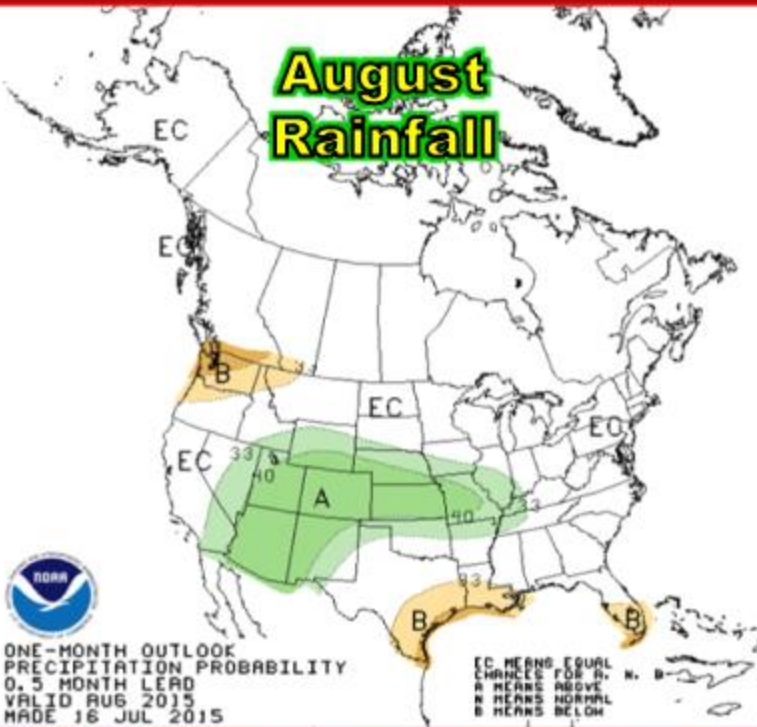 August
Rainfall
EC
EC
B
33
EC
EC
EC
33
40
A
40
33
33
B
B
NOAA
ONE-MONTH OUTLOOK
PRECIPITATION PROBABILITY
0.5 MONTH LEAD
VALID AUG 2015
MADE 16 JUL 2015
EC MEANS EQUAL
CHANCES FOR A, N, B
A MEANS ABOVE
N MEANS NORMAL
B MEANS BELOW